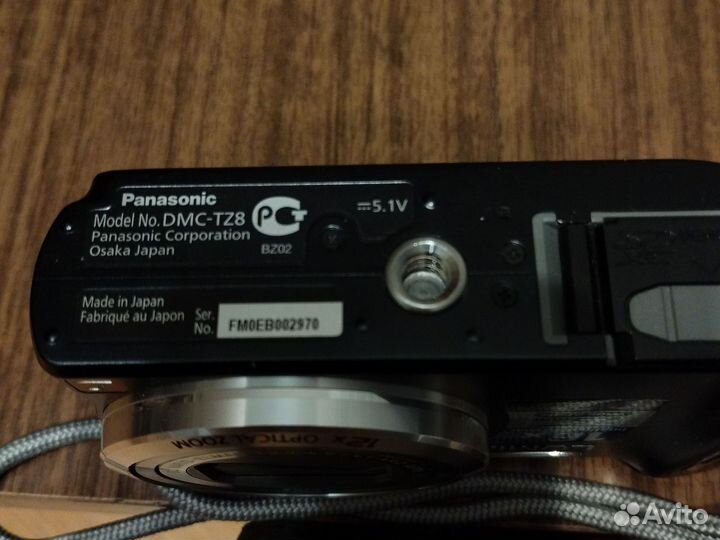 Panasonic
Model No. DMC-TZ8
Panasonic Corporation
Osaka Japan
PCT
BZ02
5.1V
Made in Japan
Fabriqué au Japon
Ser. No.
FM0EB002970
12x OPTICAL ZOOM
Avito